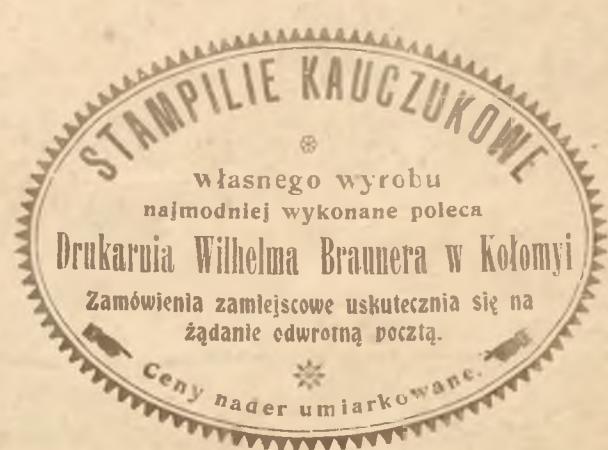 STAMPILIE KAUCZUKOWE
własnego wyrobu
najmodniej wykonane poleca
Drukarnia Wilhelma Braunera w Kołomyi
Zamówienia zamiejscowe uskutecznia się na
żądanie odwrotną pocztą.
Ceny nader umiarkowane.